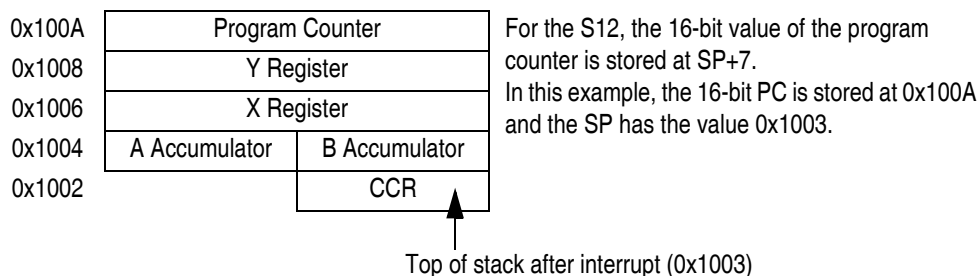 0x100A Program Counter
0x1008 Y Register
0x1006 X Register
0x1004 A Accumulator B Accumulator
0x1002 CCR
For the S12, the 16-bit value of the program
counter is stored at SP+7.
In this example, the 16-bit PC is stored at 0x100A
and the SP has the value 0x1003.
Top of stack after interrupt (0x1003)